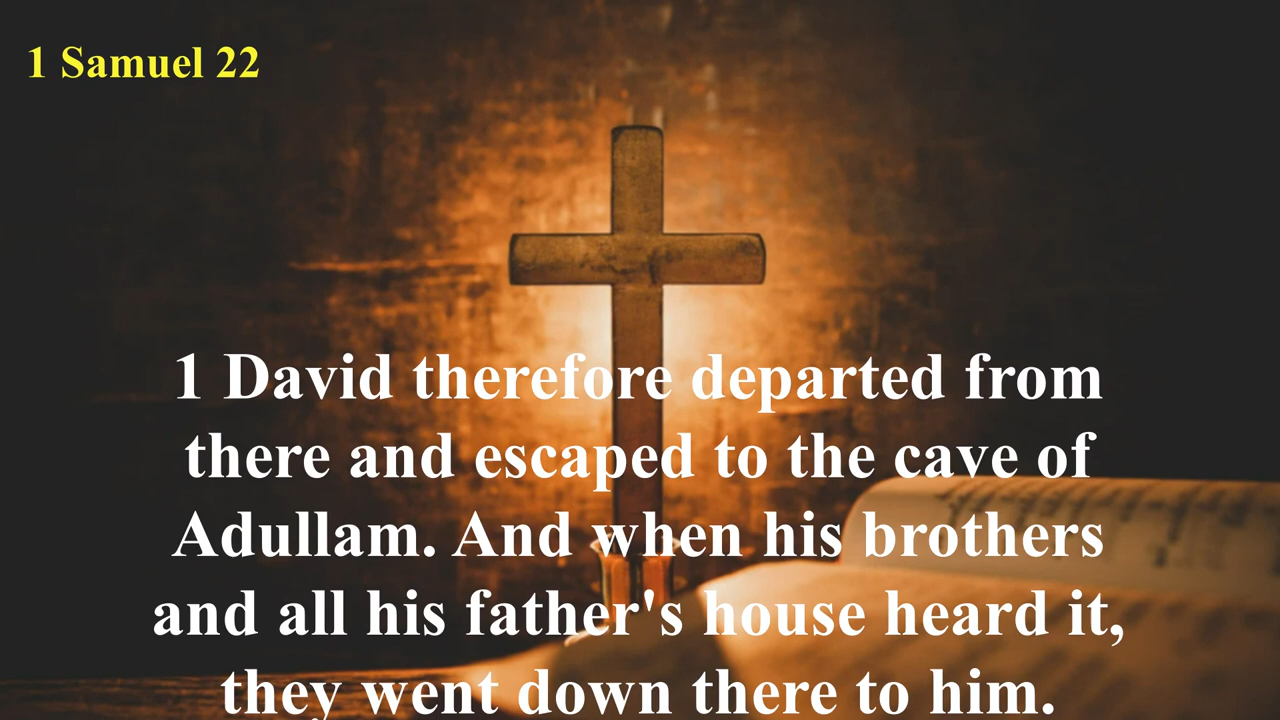 1 Samuel 22
1 David therefore departed from
there and escaped to the cave of
Adullam. And when his brothers
and all his father's house heard it,
they went down there to him.